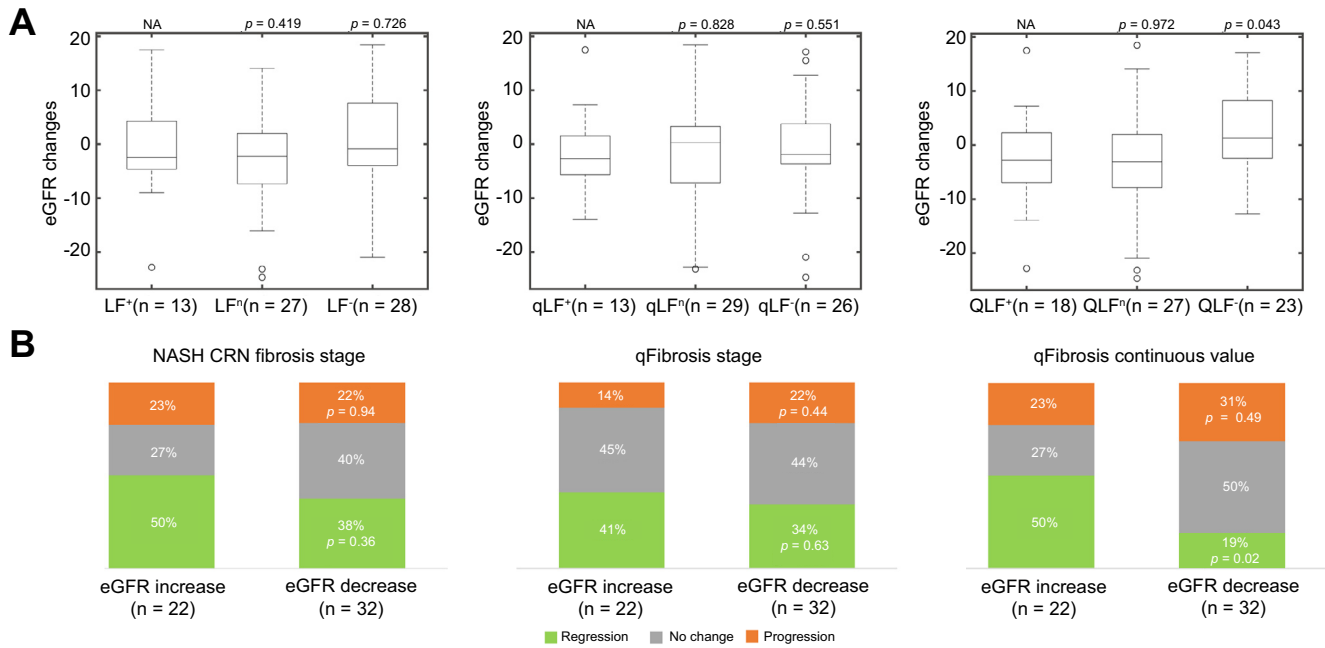 A
NA p = 0.419 p = 0.726
eGFR changes
20
10
0
-10
-20
LF⁺(n = 13) LFⁿ(n = 27) LF⁻(n = 28)
NA p = 0.828 p = 0.551
eGFR changes
20
10
0
-10
-20
qLF⁺(n = 13) qLFⁿ(n = 29) qLF⁻(n = 26)
NA p = 0.972 p = 0.043
eGFR changes
20
10
0
-10
-20
QLF⁺(n = 18) QLFⁿ(n = 27) QLF⁻(n = 23)
B
NASH CRN fibrosis stage
23%
27%
50%
22%
p = 0.94
40%
38%
p = 0.36
eGFR increase
(n = 22)
eGFR decrease
(n = 32)
qFibrosis stage
14%
45%
41%
22%
p = 0.44
44%
34%
p = 0.63
eGFR increase
(n = 22)
eGFR decrease
(n = 32)
qFibrosis continuous value
23%
27%
50%
31%
p = 0.49
50%
19%
p = 0.02
eGFR increase
(n = 22)
eGFR decrease
(n = 32)
Regression No change Progression